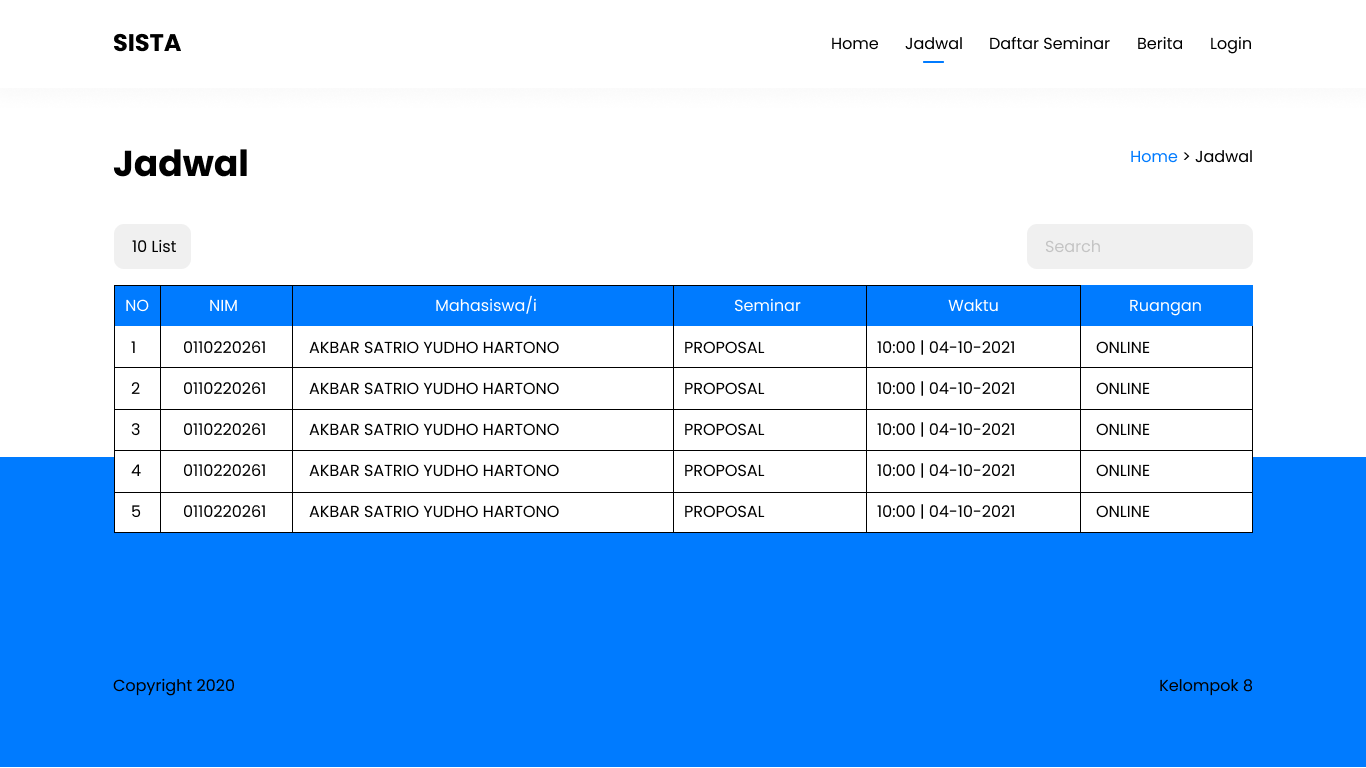 SISTA Home Jadwal Daftar Seminar Berita Login
Jadwal Home > Jadwal
10 List Search
NO NIM Mahasiswa/i Seminar Waktu Ruangan
1 0110220261 AKBAR SATRIO YUDHO HARTONO PROPOSAL 10:00 | 04-10-2021 ONLINE
2 0110220261 AKBAR SATRIO YUDHO HARTONO PROPOSAL 10:00 | 04-10-2021 ONLINE
3 0110220261 AKBAR SATRIO YUDHO HARTONO PROPOSAL 10:00 | 04-10-2021 ONLINE
4 0110220261 AKBAR SATRIO YUDHO HARTONO PROPOSAL 10:00 | 04-10-2021 ONLINE
5 0110220261 AKBAR SATRIO YUDHO HARTONO PROPOSAL 10:00 | 04-10-2021 ONLINE
Copyright 2020 Kelompok 8